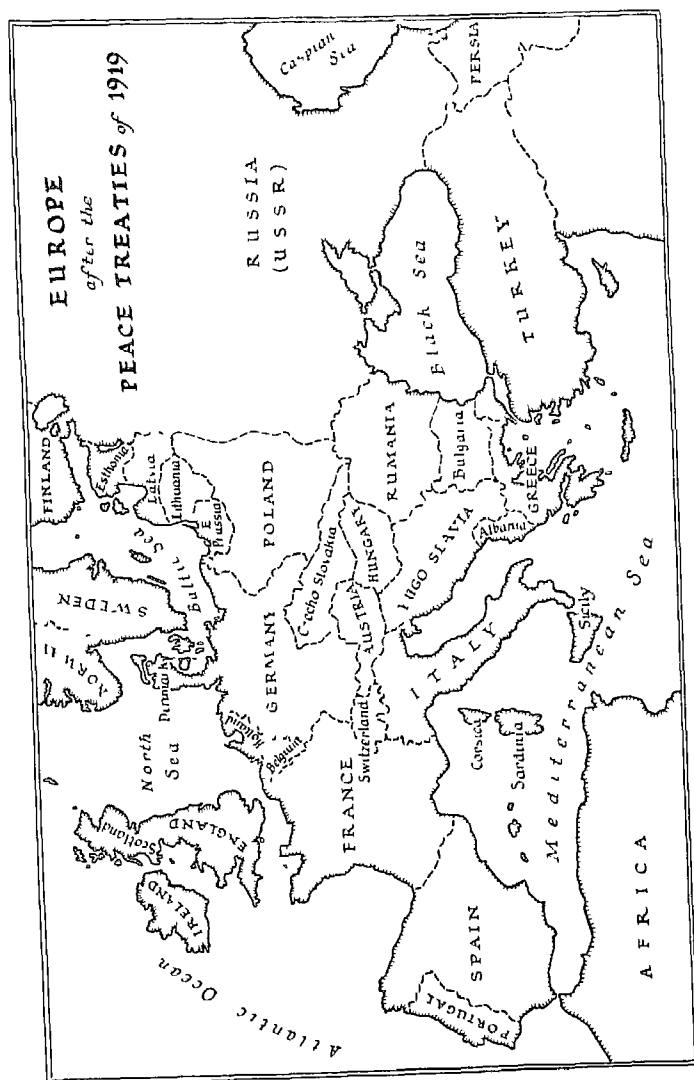 EUROPE
after the
PEACE TREATIES of 1919
FINLAND
SWEDEN
Esthonia
Latvia
Lithuania
E.
Prussia
Baltic Sea
Denmark
North
Sea
Scotland
ENGLAND
IRELAND
Atlantic Ocean
RUSSIA
(USSR)
Caspian
Sea
POLAND
GERMANY
Holland
Belgium
FRANCE
Switzerland
Czecho Slovakia
AUSTRIA
HUNGARY
RUMANIA
Black Sea
Bulgaria
IUGO SLAVIA
Albania
GREECE
TURKEY
PERSIA
ITALY
Corsica
Sardinia
Sicily
SPAIN
PORTUGAL
Mediterranean Sea
AFRICA